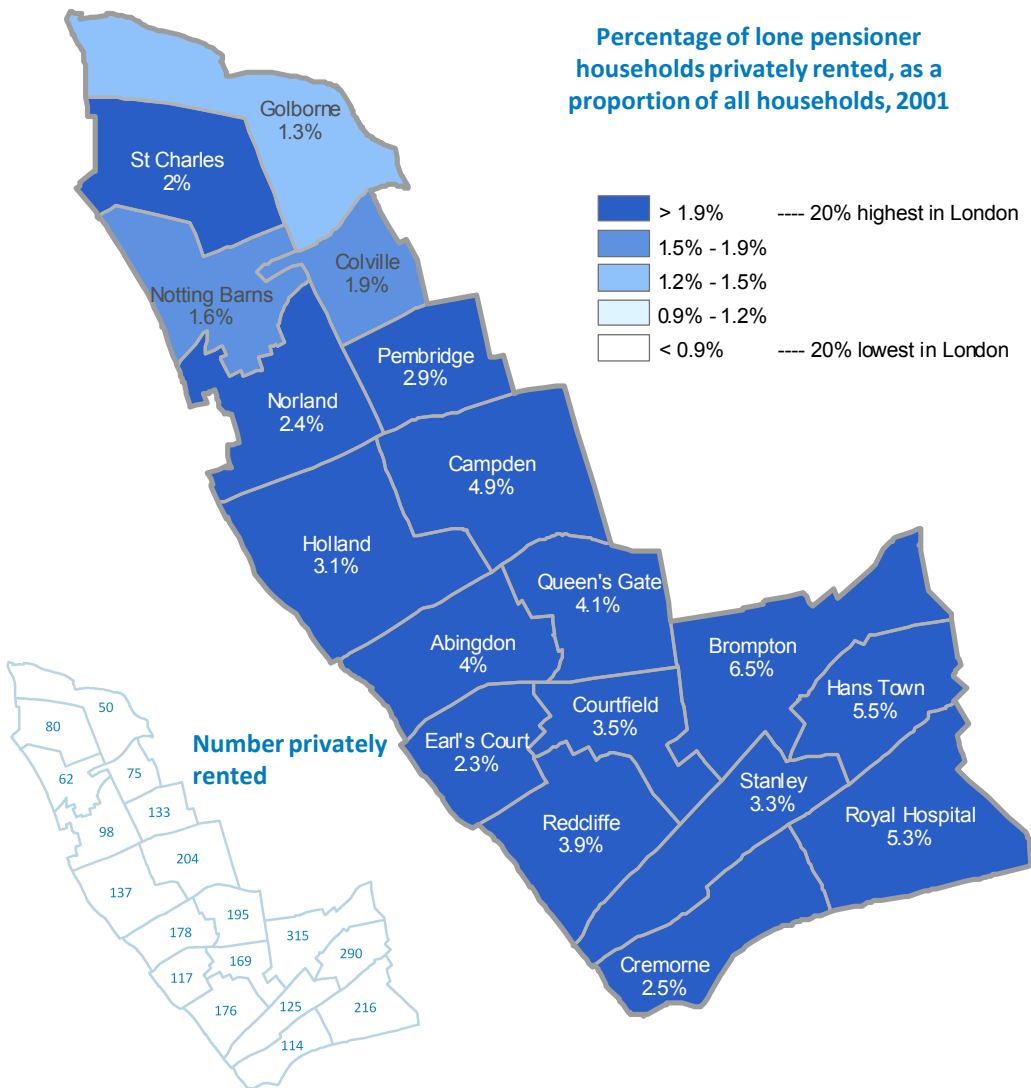 Percentage of lone pensioner
households privately rented, as a
proportion of all households, 2001
> 1.9% ---- 20% highest in London
1.5% - 1.9%
1.2% - 1.5%
0.9% - 1.2%
< 0.9% ---- 20% lowest in London
Golborne
1.3%
St Charles
2%
Colville
1.9%
Notting Barns
1.6%
Pembridge
2.9%
Norland
2.4%
Campden
4.9%
Holland
3.1%
Queen's Gate
4.1%
Abingdon
4%
Brompton
6.5%
Hans Town
5.5%
Courtfield
3.5%
Earl's Court
2.3%
Stanley
3.3%
Royal Hospital
5.3%
Redcliffe
3.9%
Cremorne
2.5%
Number privately
rented
50
80
75
62
133
98
204
137
195
178
315
290
169
117
176
125
216
114